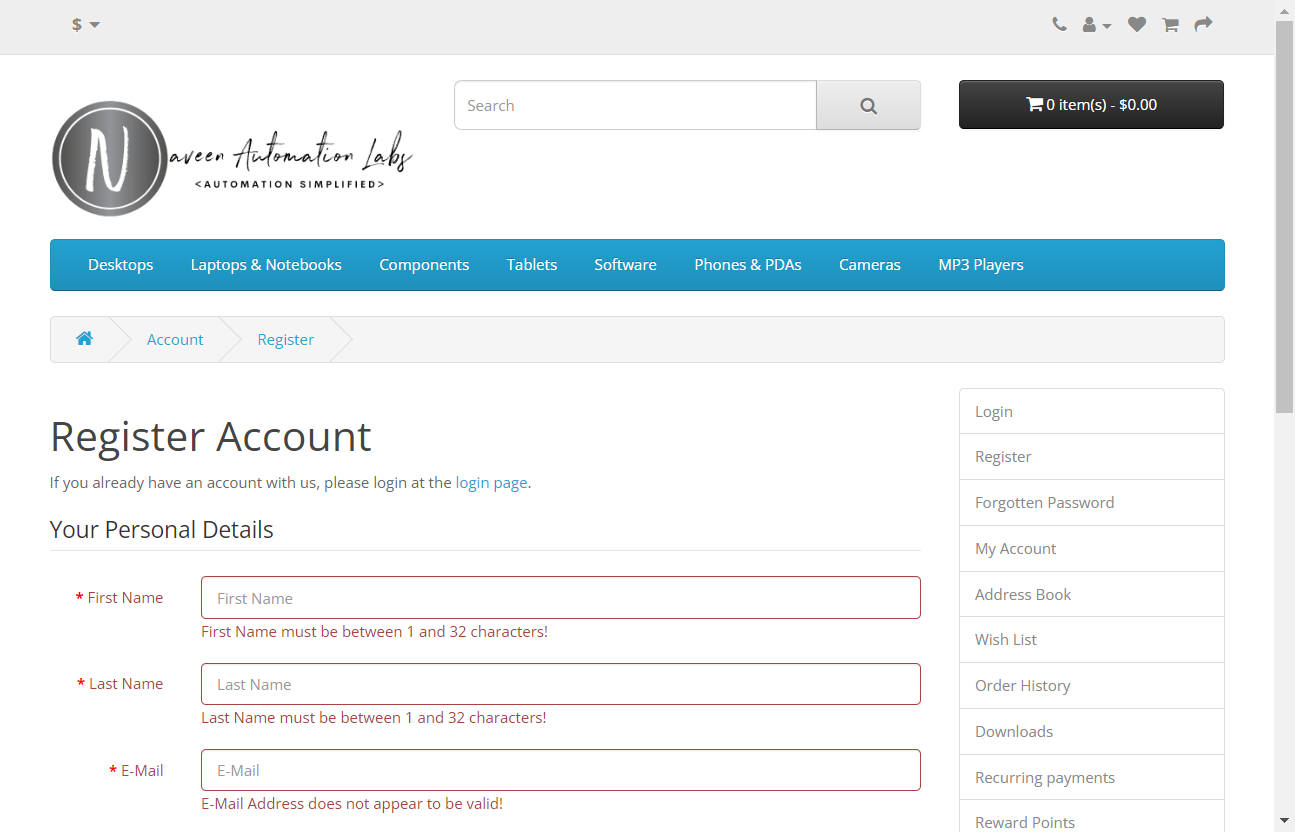 $
Search
0 item(s) - $0.00
N
aveen Automation Labs
<AUTOMATION SIMPLIFIED>
Desktops Laptops & Notebooks Components Tablets Software Phones & PDAs Cameras MP3 Players
Account Register
Register Account
If you already have an account with us, please login at the login page.
Your Personal Details
* First Name
First Name
First Name must be between 1 and 32 characters!
* Last Name
Last Name
Last Name must be between 1 and 32 characters!
* E-Mail
E-Mail
E-Mail Address does not appear to be valid!
Login
Register
Forgotten Password
My Account
Address Book
Wish List
Order History
Downloads
Recurring payments
Reward Points